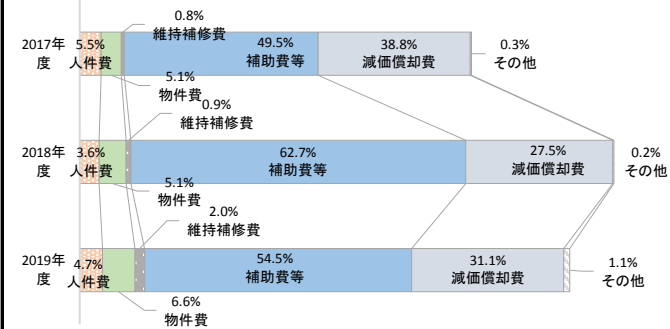 0.8%
維持補修費
2017年
度
5.5%
人件費
49.5%
補助費等
38.8%
減価償却費
0.3%
その他
5.1%
物件費
0.9%
維持補修費
2018年
度
3.6%
人件費
62.7%
補助費等
27.5%
減価償却費
0.2%
その他
5.1%
物件費
2.0%
維持補修費
2019年
度
4.7%
人件費
54.5%
補助費等
31.1%
減価償却費
1.1%
その他
6.6%
物件費